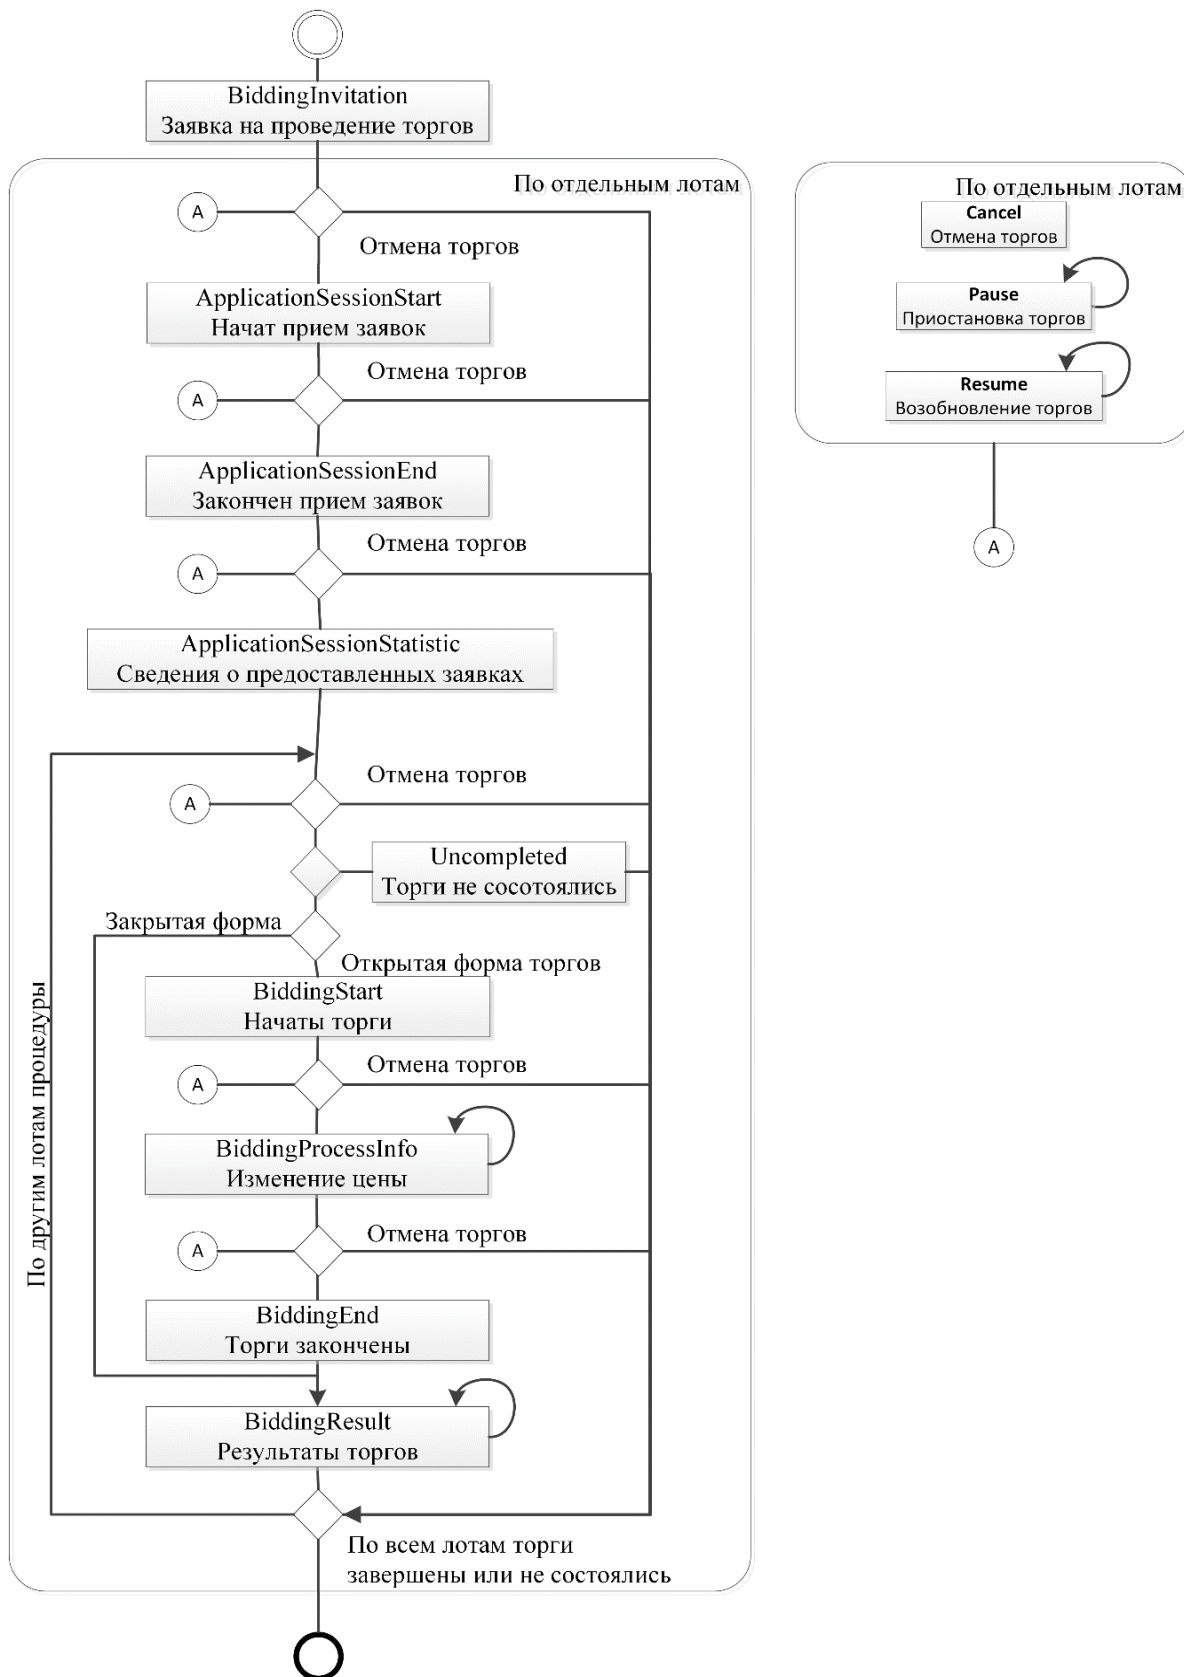 BiddingInvitation
Заявка на проведение торгов
По отдельным лотам
А
Отмена торгов
ApplicationSessionStart
Начат прием заявок
Отмена торгов
А
ApplicationSessionEnd
Закончен прием заявок
Отмена торгов
А
ApplicationSessionStatistic
Сведения о предоставленных заявках
Отмена торгов
А
Uncompleted
Торги не сосотоялись
Закрытая форма
Открытая форма торгов
BiddingStart
Начаты торги
Отмена торгов
А
BiddingProcessInfo
Изменение цены
Отмена торгов
А
BiddingEnd
Торги закончены
BiddingResult
Результаты торгов
По всем лотам торги
завершены или не состоялись
По другим лотам процедуры
По отдельным лотам
Cancel
Отмена торгов
Pause
Приостановка торгов
Resume
Возобновление торгов
А